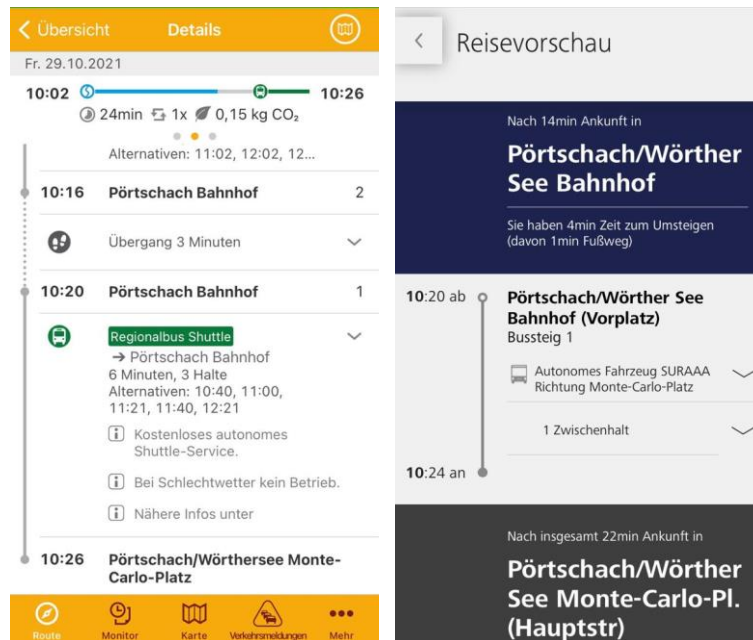 Übersicht Details
Fr. 29.10.2021
10:02 10:26
24min 1x 0,15 kg CO₂
Alternativen: 11:02, 12:02, 12...
10:16 Pörtschach Bahnhof 2
Übergang 3 Minuten
10:20 Pörtschach Bahnhof 1
Regionalbus Shuttle
→ Pörtschach Bahnhof
6 Minuten, 3 Halte
Alternativen: 10:40, 11:00,
11:21, 11:40, 12:21
Kostenloses autonomes
Shuttle-Service.
Bei Schlechtwetter kein Betrieb.
Nähere Infos unter
10:26 Pörtschach/Wörthersee Monte-
Carlo-Platz
Route Monitor Karte Verkehrsmeldungen Mehr
Reisevorschau
Nach 14min Ankunft in
Pörtschach/Wörther
See Bahnhof
Sie haben 4min Zeit zum Umsteigen
(davon 1min Fußweg)
10:20 ab Pörtschach/Wörther See
Bahnhof (Vorplatz)
Bussteig 1
Autonomes Fahrzeug SURAAA
Richtung Monte-Carlo-Platz
1 Zwischenhalt
10:24 an
Nach insgesamt 22min Ankunft in
Pörtschach/Wörther
See Monte-Carlo-Pl.
(Hauptstr)